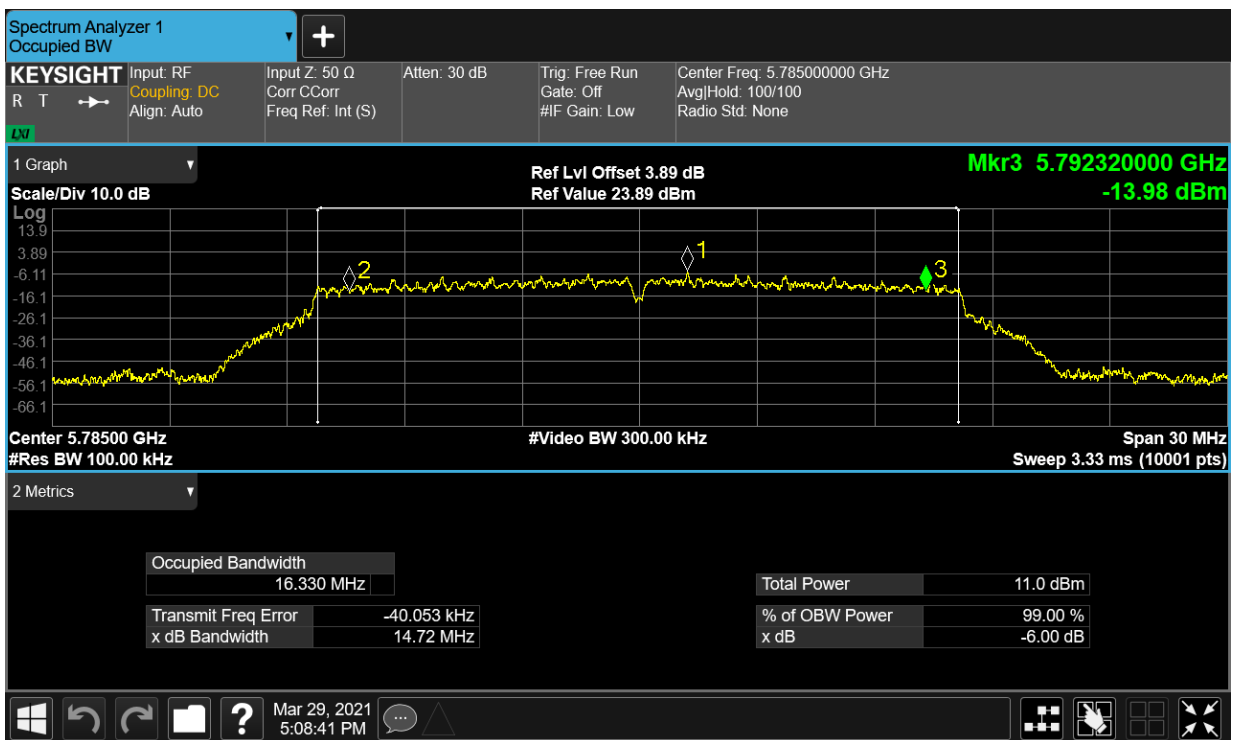 Spectrum Analyzer 1
Occupied BW
▼
+
KEYSIGHT
R T
LXI
Input: RF
Coupling: DC
Align: Auto
Input Z: 50 Ω
Corr CCorr
Freq Ref: Int (S)
Atten: 30 dB
Trig: Free Run
Gate: Off
#IF Gain: Low
Center Freq: 5.785000000 GHz
Avg|Hold: 100/100
Radio Std: None
1 Graph ▼
Scale/Div 10.0 dB
Ref Lvl Offset 3.89 dB
Ref Value 23.89 dBm
Mkr3 5.792320000 GHz
-13.98 dBm
Log
13.9
3.89
-6.11
-16.1
-26.1
-36.1
-46.1
-56.1
-66.1
2
1
3
Center 5.78500 GHz
#Res BW 100.00 kHz
#Video BW 300.00 kHz
Span 30 MHz
Sweep 3.33 ms (10001 pts)
2 Metrics ▼
Occupied Bandwidth
16.330 MHz
Transmit Freq Error -40.053 kHz
x dB Bandwidth 14.72 MHz
Total Power 11.0 dBm
% of OBW Power 99.00 %
x dB -6.00 dB
?
Mar 29, 2021
5:08:41 PM